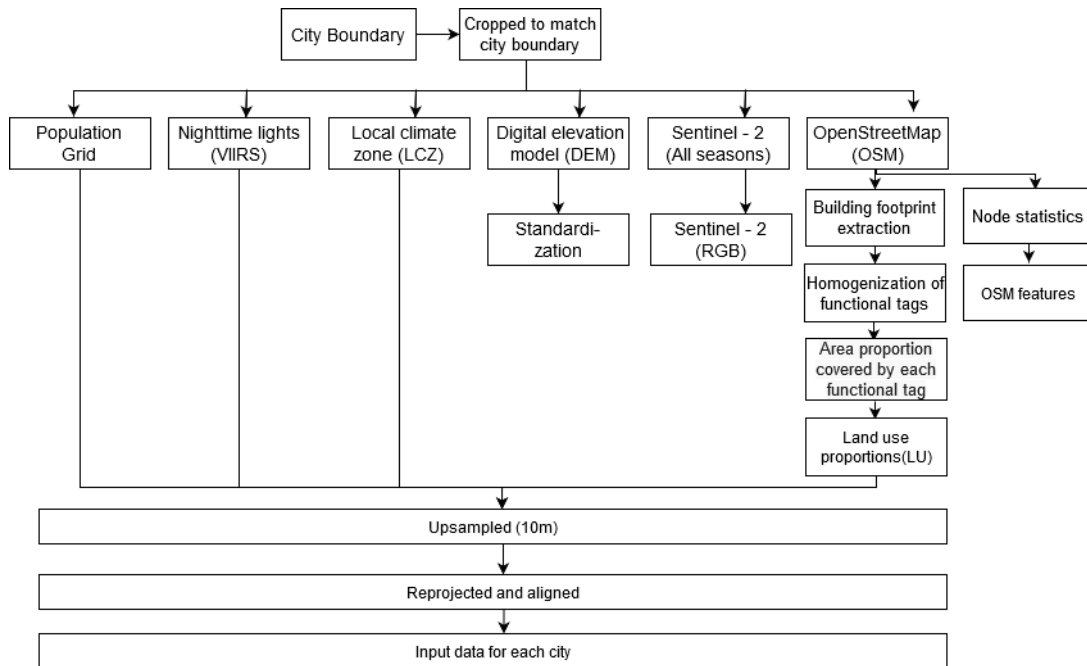 City Boundary
Cropped to match
city boundary
Population
Grid
Nighttime lights
(VIIRS)
Local climate
zone (LCZ)
Digital elevation
model (DEM)
Sentinel - 2
(All seasons)
OpenStreetMap
(OSM)
Standardi-
zation
Sentinel - 2
(RGB)
Building footprint
extraction
Node statistics
Homogenization of
functional tags
OSM features
Area proportion
covered by each
functional tag
Land use
proportions(LU)
Upsampled (10m)
Reprojected and aligned
Input data for each city